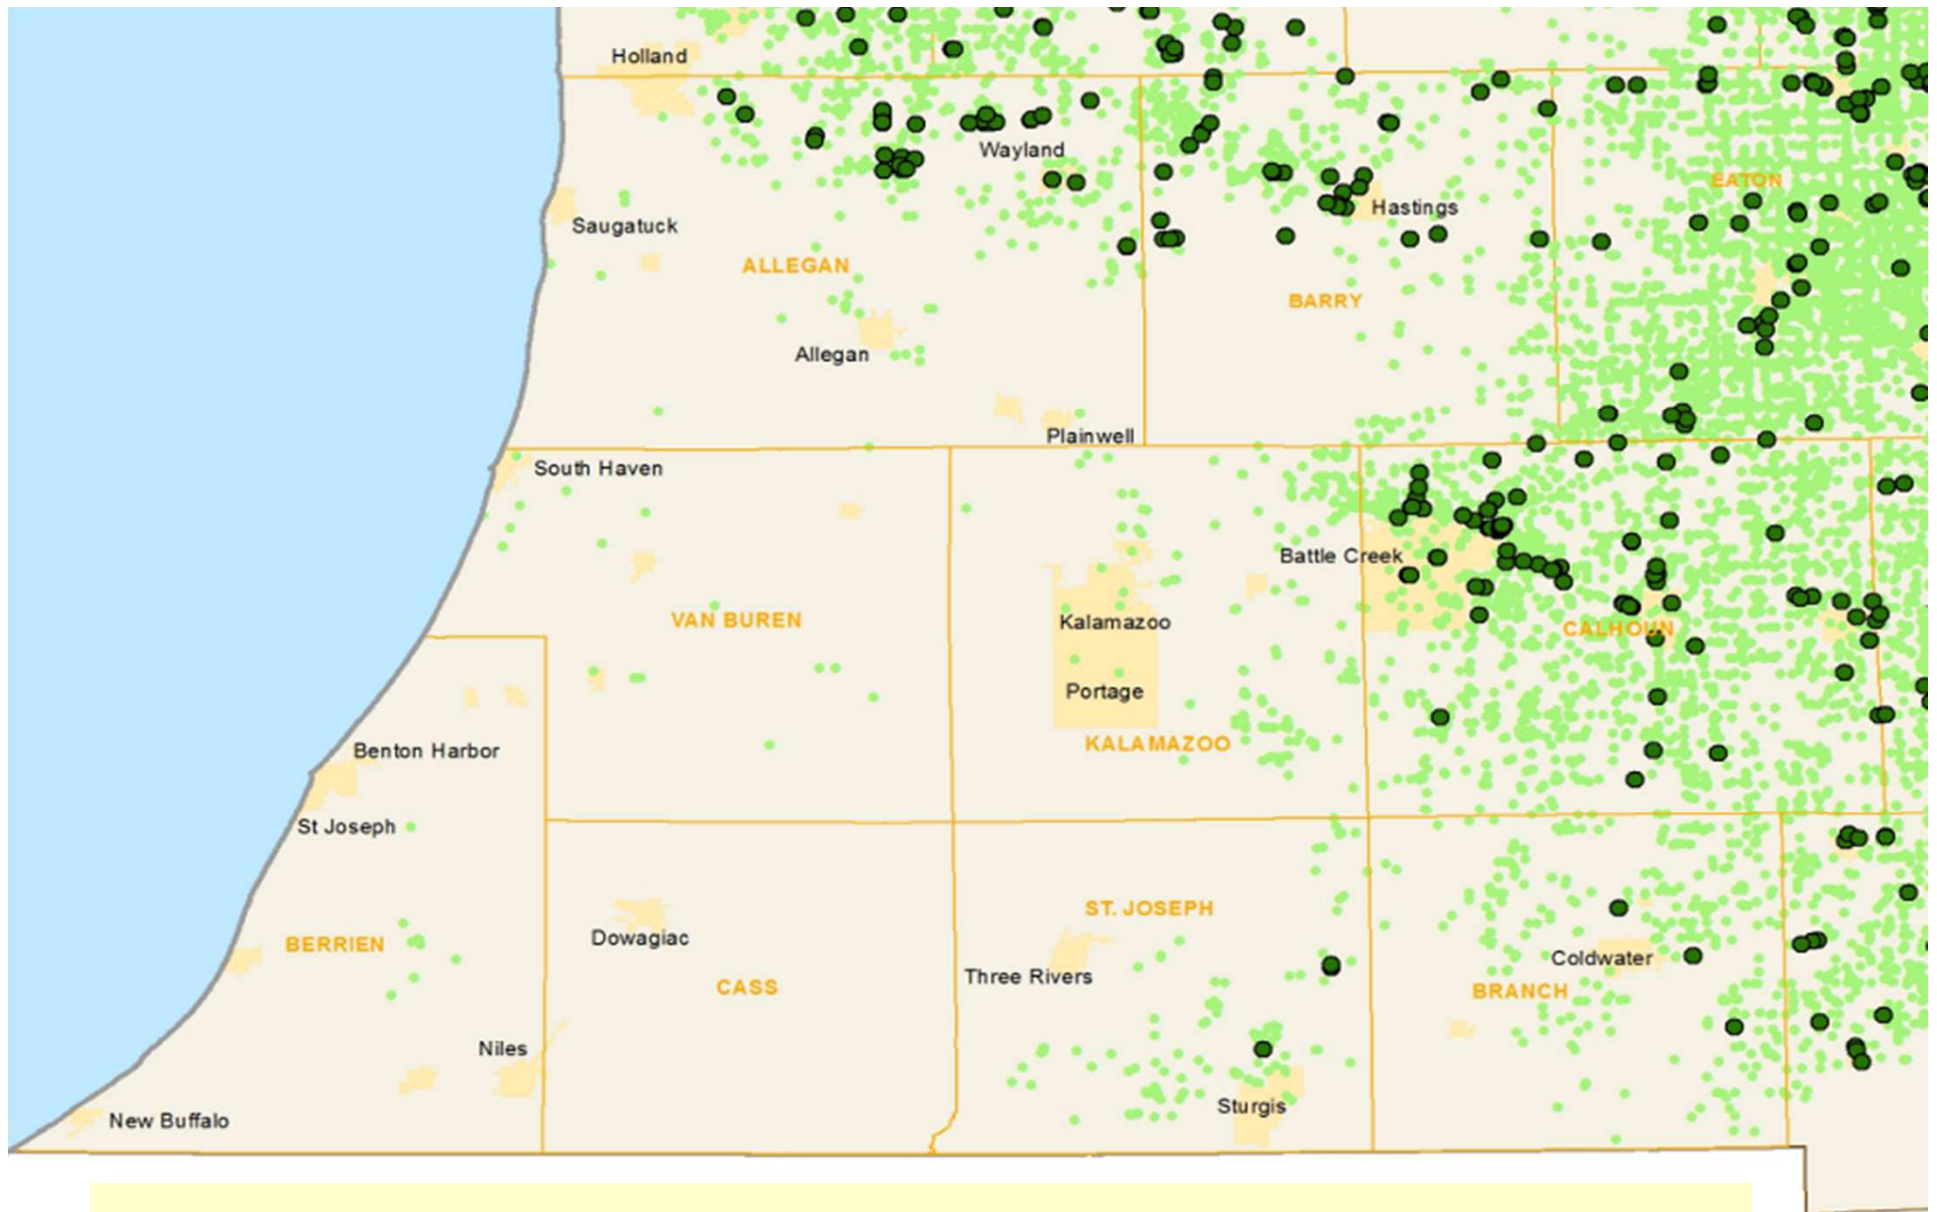 Holland
Wayland
EATON
Hastings
Saugatuck
ALLEGAN
BARRY
Allegan
Plainwell
South Haven
Battle Creek
VAN BUREN
Kalamazoo
CALHOUN
Portage
KALAMAZOO
Benton Harbor
St Joseph
ST. JOSEPH
Dowagiac
BERRIEN
Coldwater
Three Rivers
CASS
BRANCH
Niles
Sturgis
New Buffalo